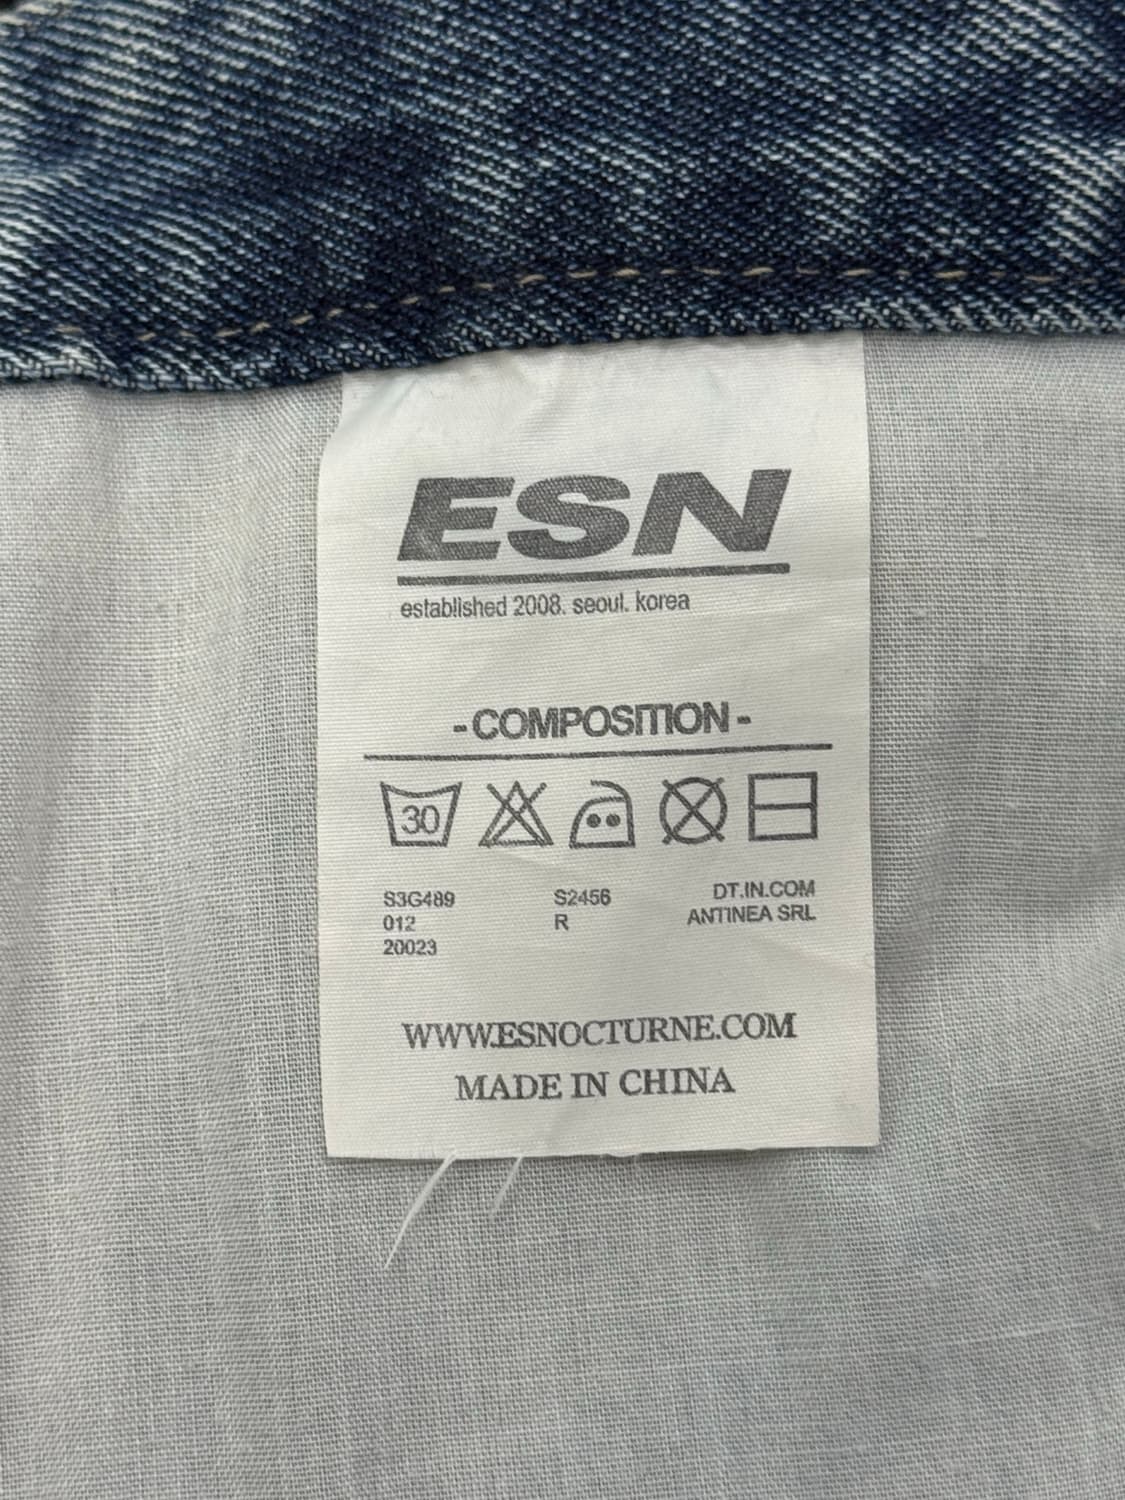 ESN
established 2008. seoul. korea
- COMPOSITION -
30
S3G489 S2456 DT.IN.COM
012 R ANTINEA SRL
20023
WWW.ESNOCTURNE.COM
MADE IN CHINA